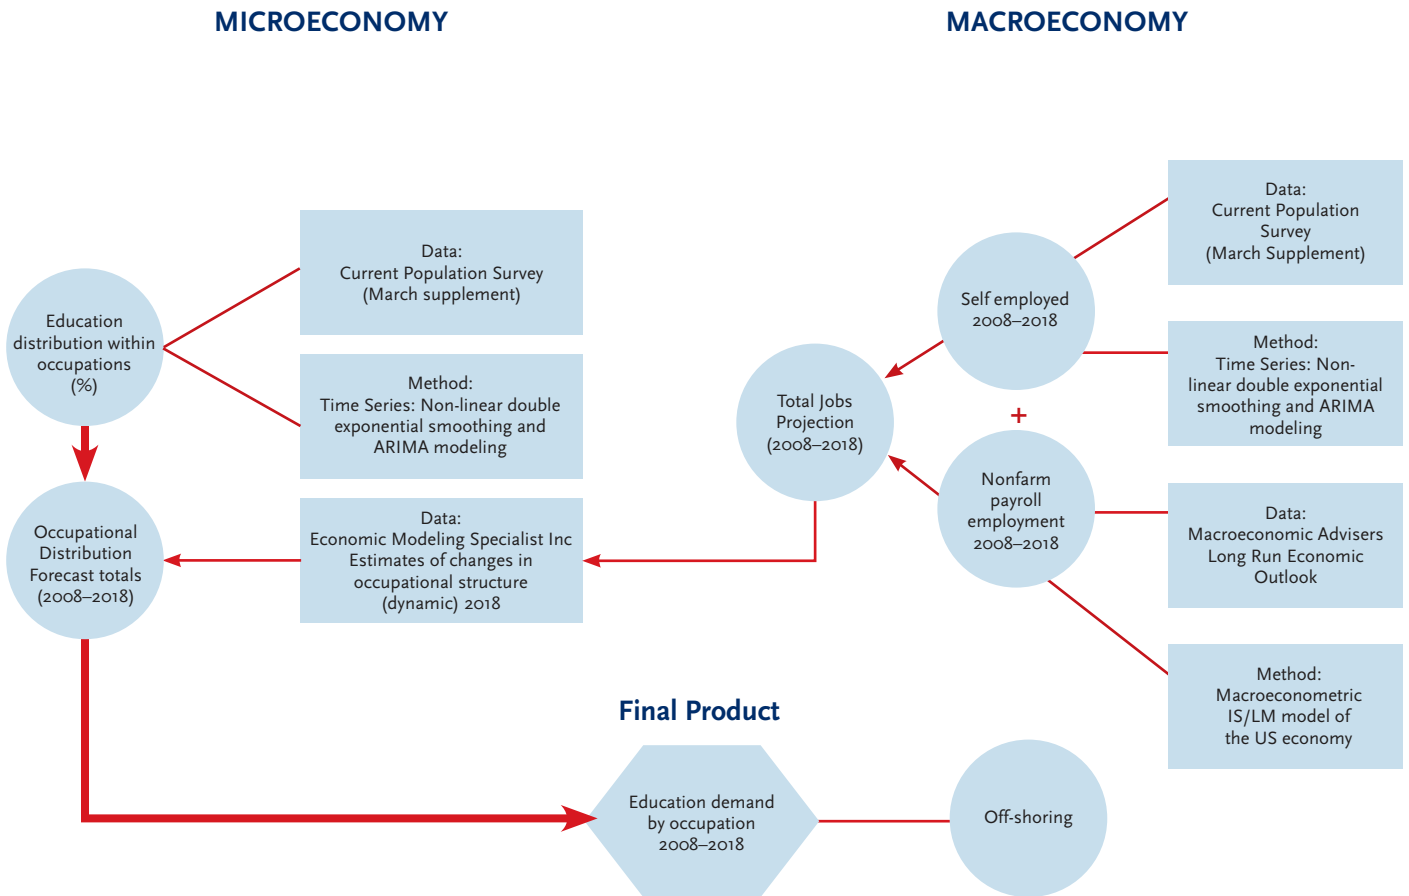 MICROECONOMY
MACROECONOMY
Data:
Current Population
Survey
(March Supplement)
Data:
Current Population Survey
(March supplement)
Self employed
2008–2018
Education
distribution within
occupations
(%)
Method:
Time Series: Non-
linear double exponential
smoothing and ARIMA
modeling
Method:
Time Series: Non-linear double
exponential smoothing and
ARIMA modeling
Total Jobs
Projection
(2008–2018)
+
Nonfarm
payroll
employment
2008–2018
Data:
Macroeconomic Advisers
Long Run Economic
Outlook
Data:
Economic Modeling Specialist Inc
Estimates of changes in
occupational structure
(dynamic) 2018
Occupational
Distribution
Forecast totals
(2008–2018)
Method:
Macroeconometric
IS/LM model of
the US economy
Final Product
Education demand
by occupation
2008–2018
Off-shoring